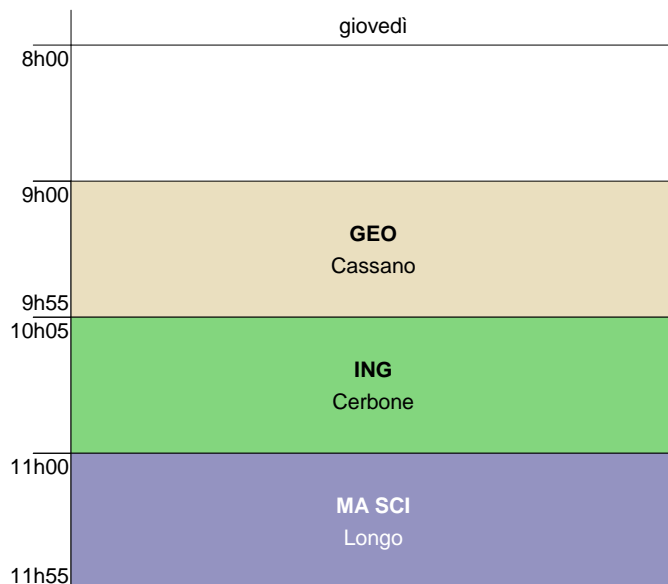 giovedì
8h00
9h00
GEO
Cassano
9h55
10h05
ING
Cerbone
11h00
MA SCI
Longo
11h55